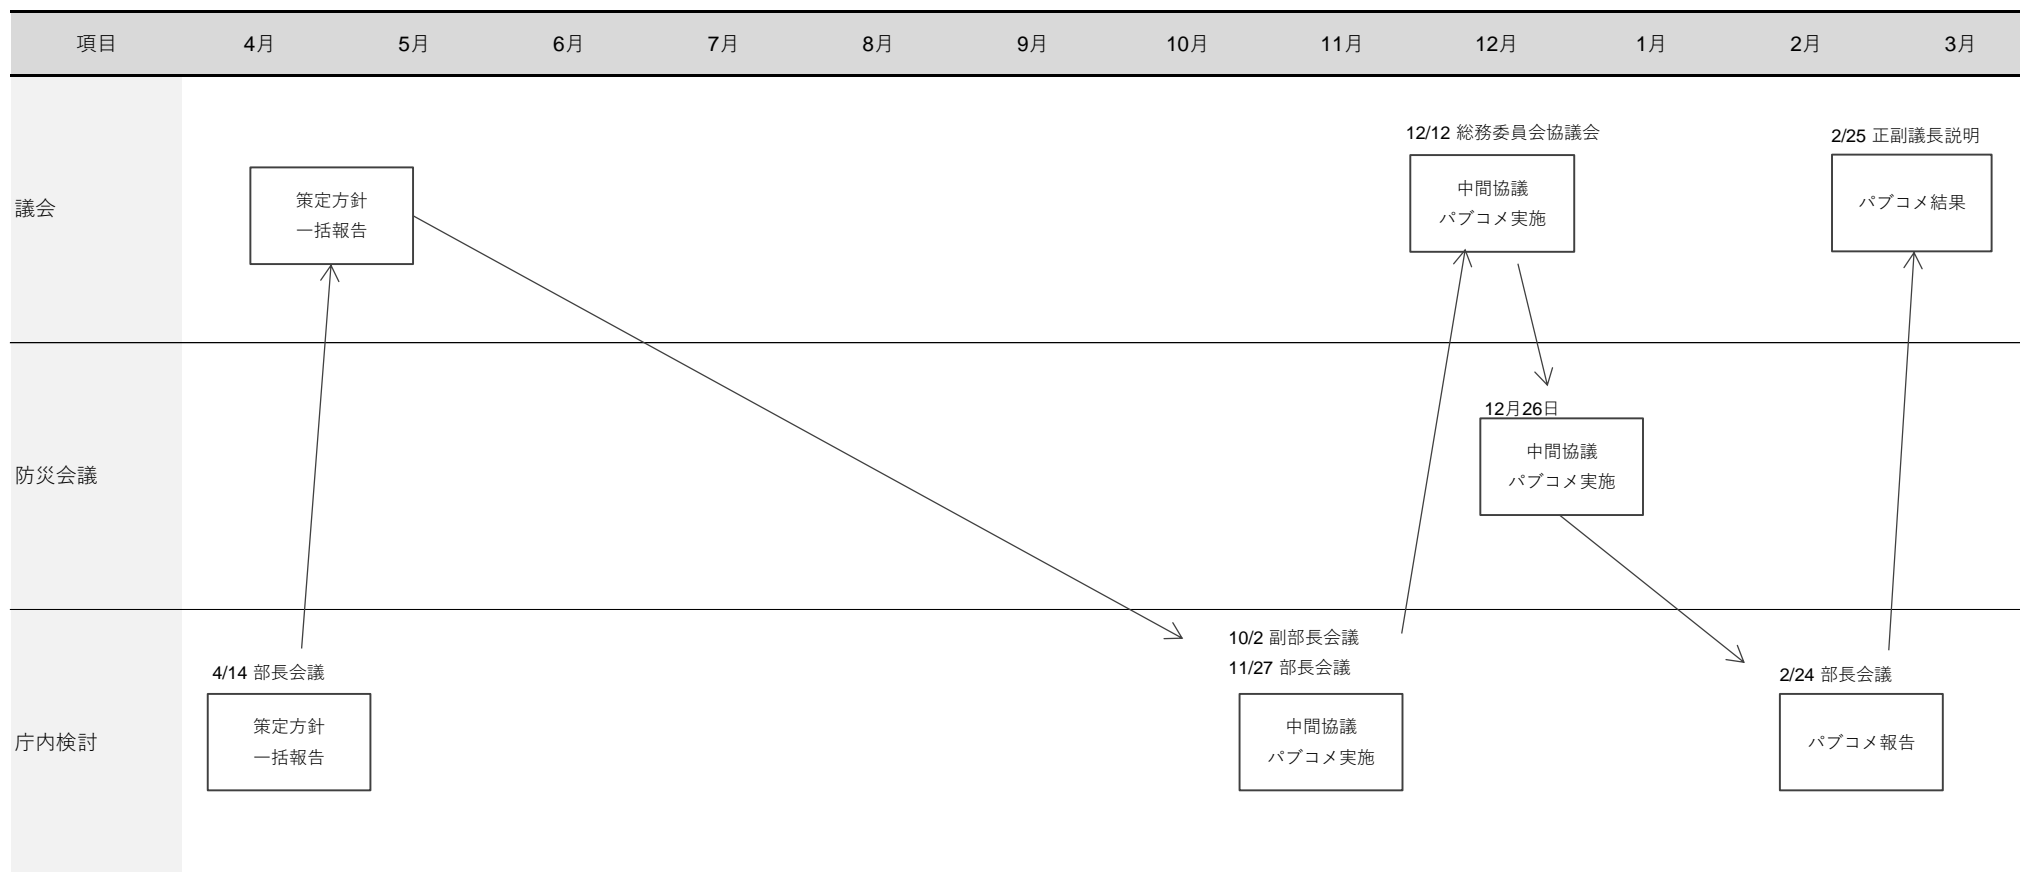 項目 4月 5月 6月 7月 8月 9月 10月 11月 12月 1月 2月 3月
議会
策定方針
一括報告
12/12 総務委員会協議会
中間協議
パブコメ実施
2/25 正副議長説明
パブコメ結果
防災会議
12月26日
中間協議
パブコメ実施
庁内検討
4/14 部長会議
策定方針
一括報告
10/2 副部長会議
11/27 部長会議
中間協議
パブコメ実施
2/24 部長会議
パブコメ報告